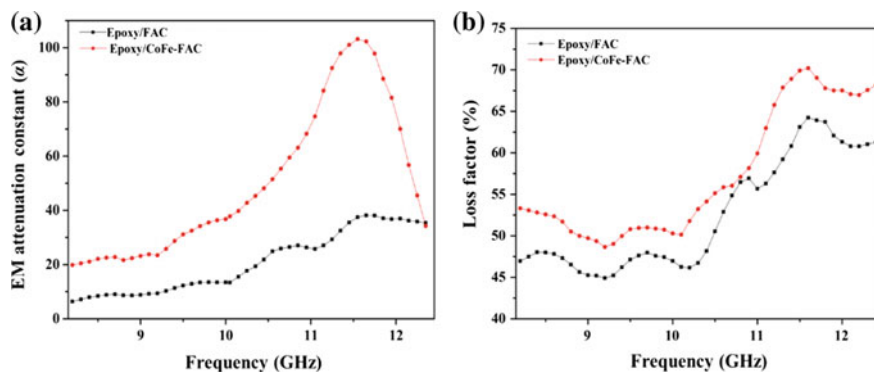 (a)
Epoxy/FAC
Epoxy/CoFe-FAC
EM attenuation constant (α)
100
80
60
40
20
0
9
10
11
12
Frequency (GHz)
(b)
Epoxy/FAC
Epoxy/CoFe-FAC
Loss factor (%)
75
70
65
60
55
50
45
40
9
10
11
12
Frequency (GHz)